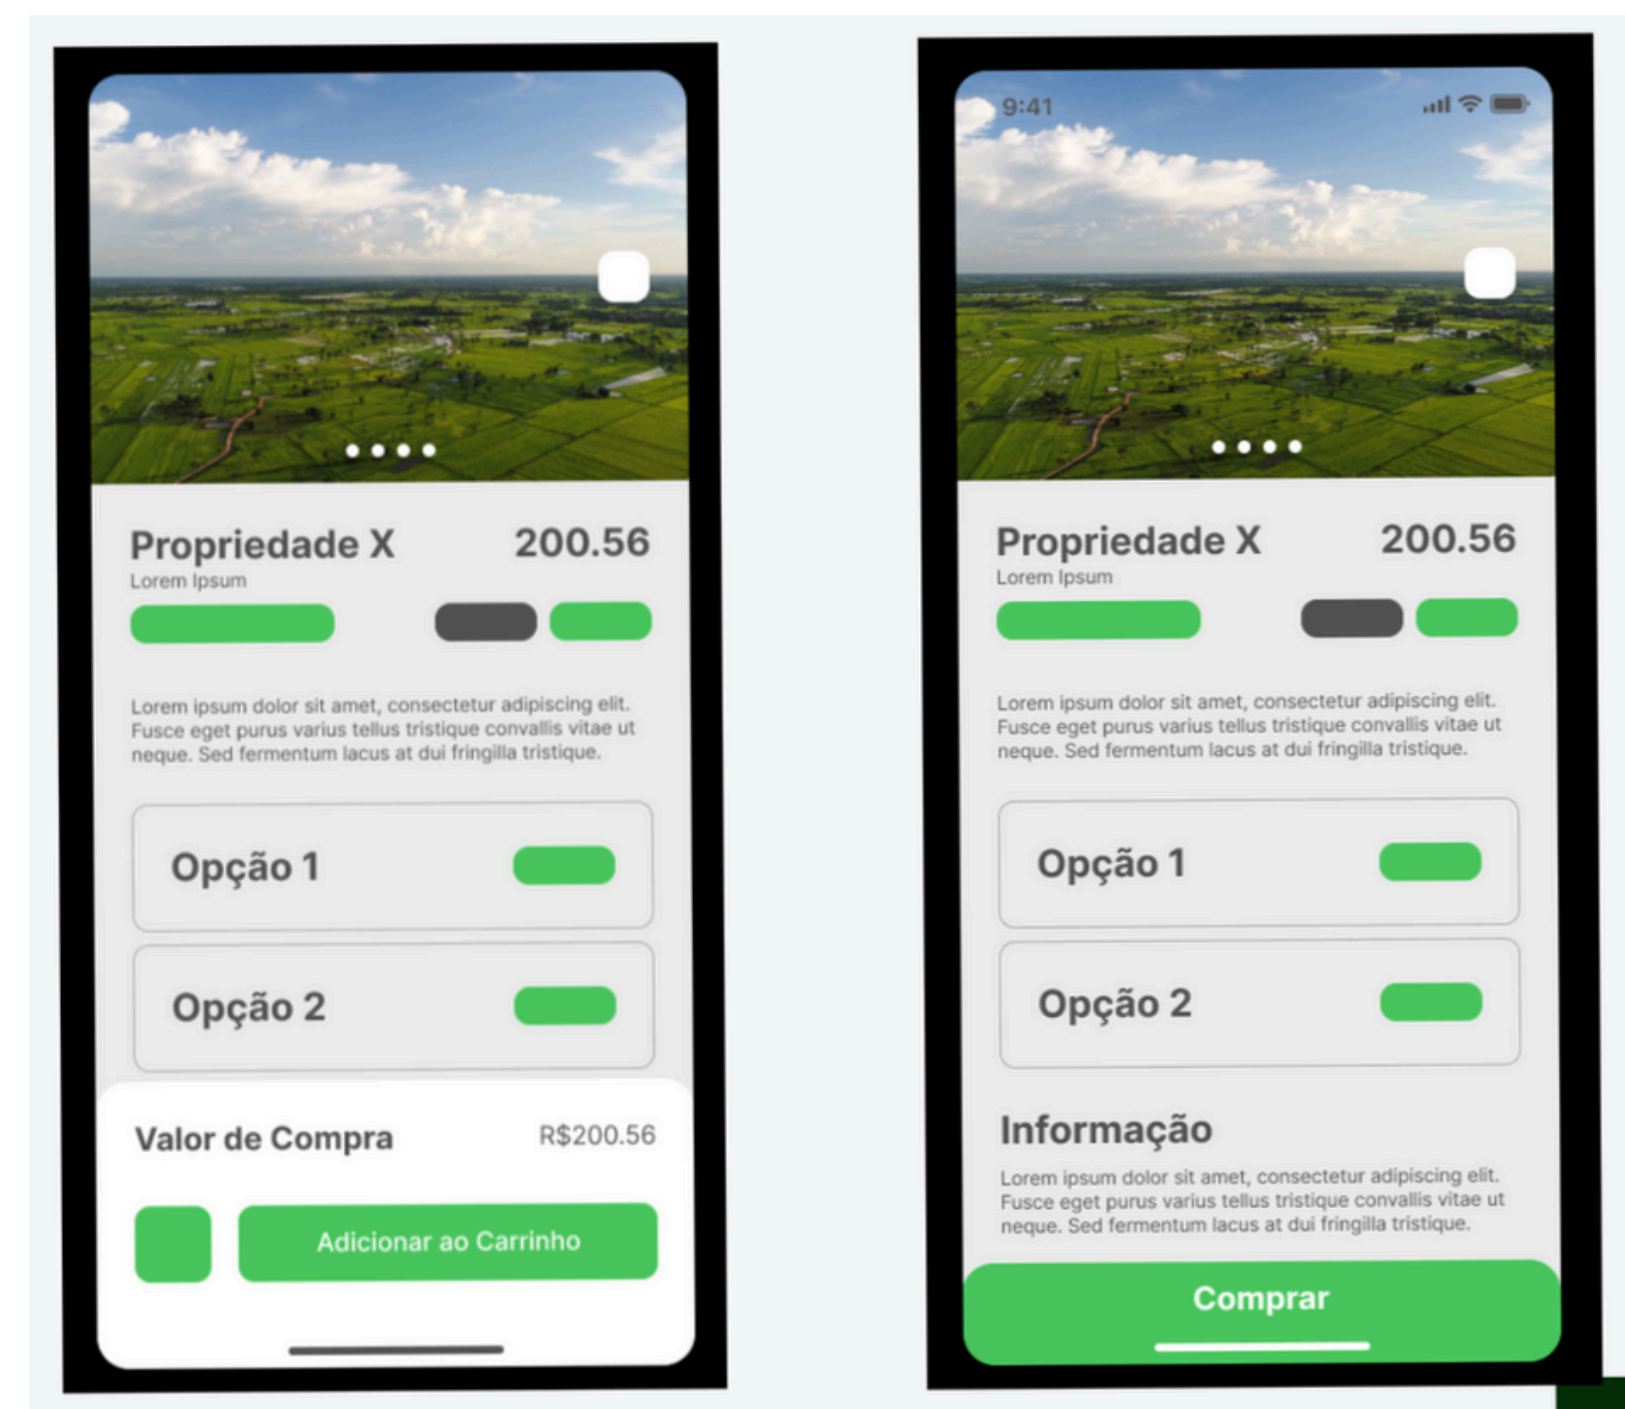 Propriedade X
200.56
Lorem Ipsum
Lorem ipsum dolor sit amet, consectetur adipiscing elit.
Fusce eget purus varius tellus tristique convallis vitae ut
neque. Sed fermentum lacus at dui fringilla tristique.
Opção 1
Opção 2
Valor de Compra
R$200.56
Adicionar ao Carrinho
9:41
Propriedade X
200.56
Lorem Ipsum
Lorem ipsum dolor sit amet, consectetur adipiscing elit.
Fusce eget purus varius tellus tristique convallis vitae ut
neque. Sed fermentum lacus at dui fringilla tristique.
Opção 1
Opção 2
Informação
Lorem ipsum dolor sit amet, consectetur adipiscing elit.
Fusce eget purus varius tellus tristique convallis vitae ut
neque. Sed fermentum lacus at dui fringilla tristique.
Comprar